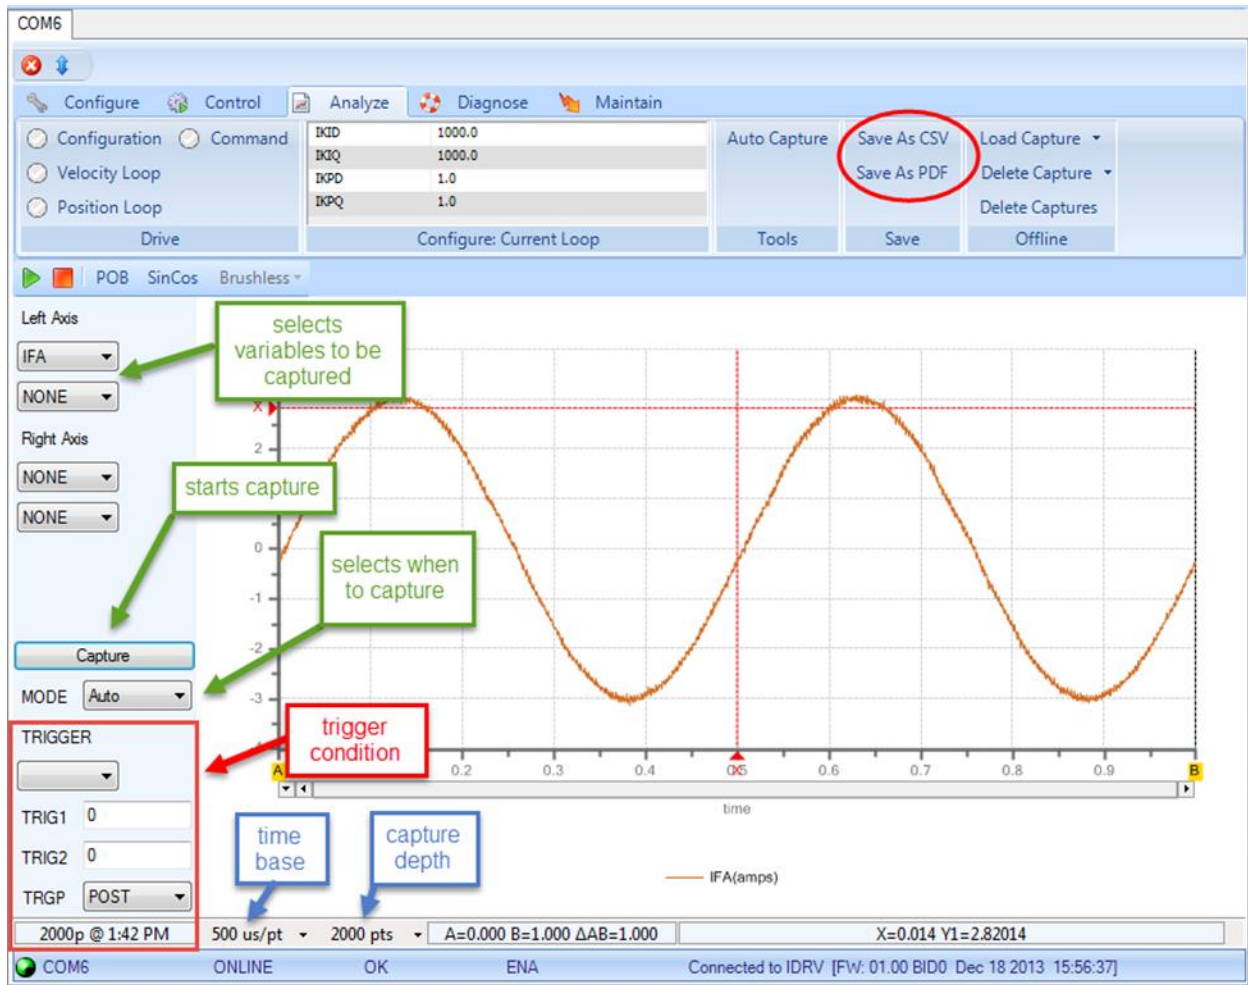 COM6
Configure Control Analyze Diagnose Maintain
Configuration Command IKID 1000.0 Auto Capture Save As CSV Load Capture
IKIQ 1000.0
Velocity Loop IKPD 1.0 Save As PDF Delete Capture
Position Loop IKPQ 1.0 Delete Captures
Drive Configure: Current Loop Tools Save Offline
POB SinCos Brushless
Left Axis
IFA
NONE
selects
variables to be
captured
Right Axis
NONE
NONE
starts capture
selects when
to capture
Capture
MODE Auto
X
2
0
-1
-2
-3
TRIGGER
trigger
condition
A 0.2 0.3 0.4 0.5 X 0.6 0.7 0.8 0.9 B
time
TRIG1 0
TRIG2 0
TRGP POST
time
base
capture
depth
IFA(amps)
2000p @ 1:42 PM 500 us/pt 2000 pts A=0.000 B=1.000 ΔAB=1.000 X=0.014 Y1=2.82014
COM6 ONLINE OK ENA Connected to IDRV [FW: 01.00 BID0 Dec 18 2013 15:56:37]